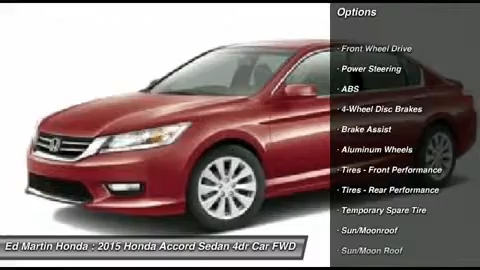 Options
· Front Wheel Drive
· Power Steering
· ABS
· 4-Wheel Disc Brakes
· Brake Assist
· Aluminum Wheels
· Tires - Front Performance
· Tires - Rear Performance
· Temporary Spare Tire
· Sun/Moonroof
· Sun/Moon Roof
Ed Martin Honda : 2015 Honda Accord Sedan 4dr Car FWD